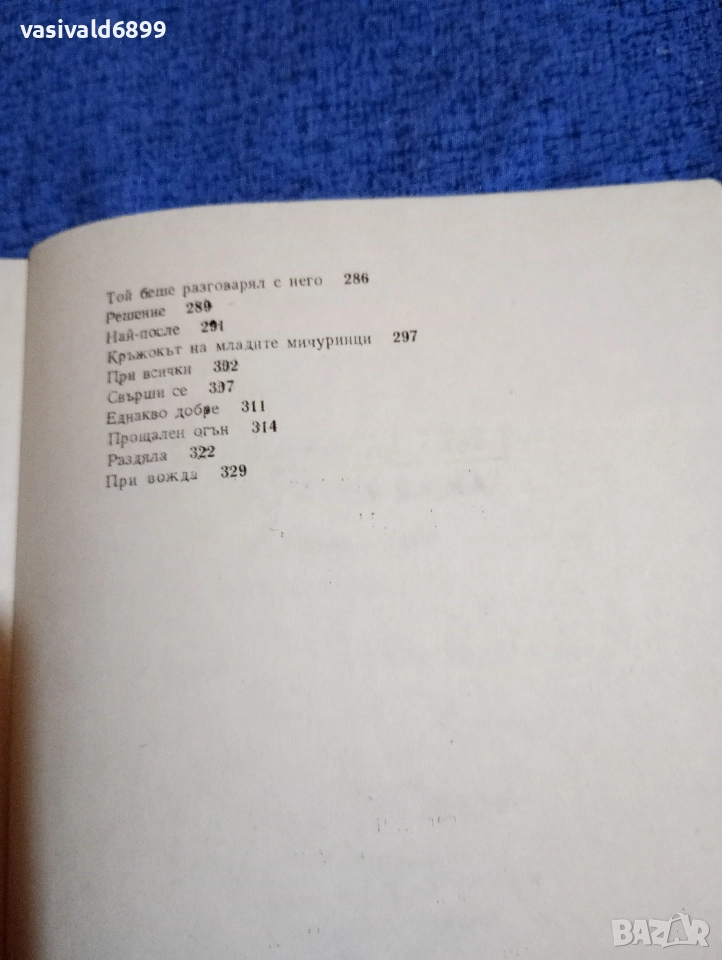 vasivald6899
Той беше разговарял с него 286
Решение 289
Най-после 291
Кръжокът на младите мичуринци 297
При всички 302
Свърши се 307
Еднакво добре 311
Прощален огън 314
Раздяла 322
При вожда 329
BAZAR